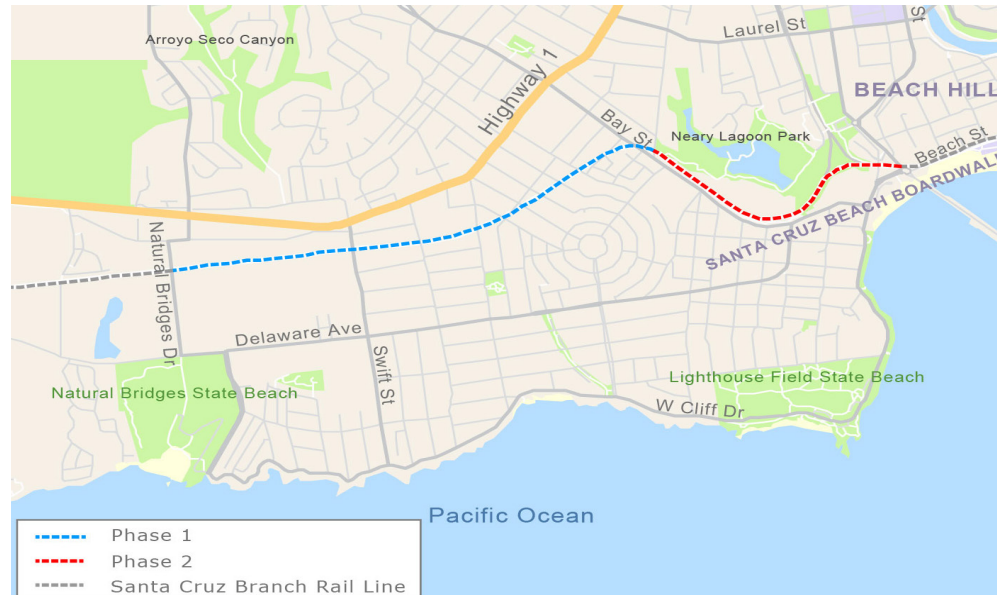 Arroyo Seco Canyon
Laurel St
Highway 1
BEACH HILL
Bay St
Neary Lagoon Park
Beach St
SANTA CRUZ BEACH BOARDWALK
Natural Bridges Dr
Delaware Ave
Swift St
Natural Bridges State Beach
Lighthouse Field State Beach
W Cliff Dr
Pacific Ocean
Phase 1
Phase 2
Santa Cruz Branch Rail Line